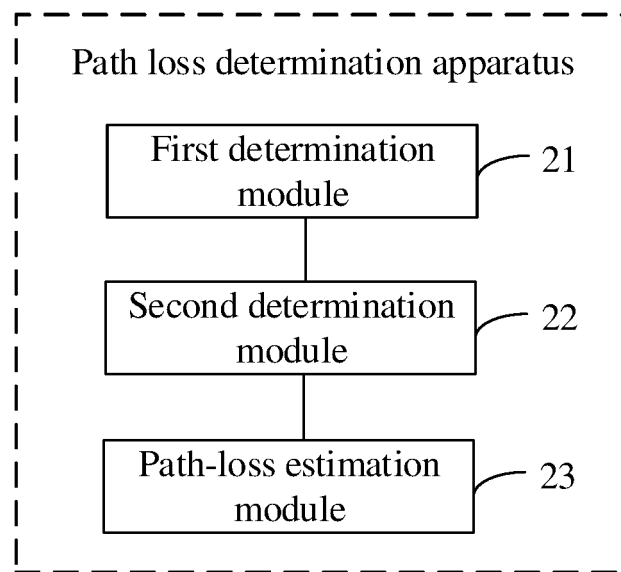 Path loss determination apparatus
First determination
module
21
Second determination
module
22
Path-loss estimation
module
23